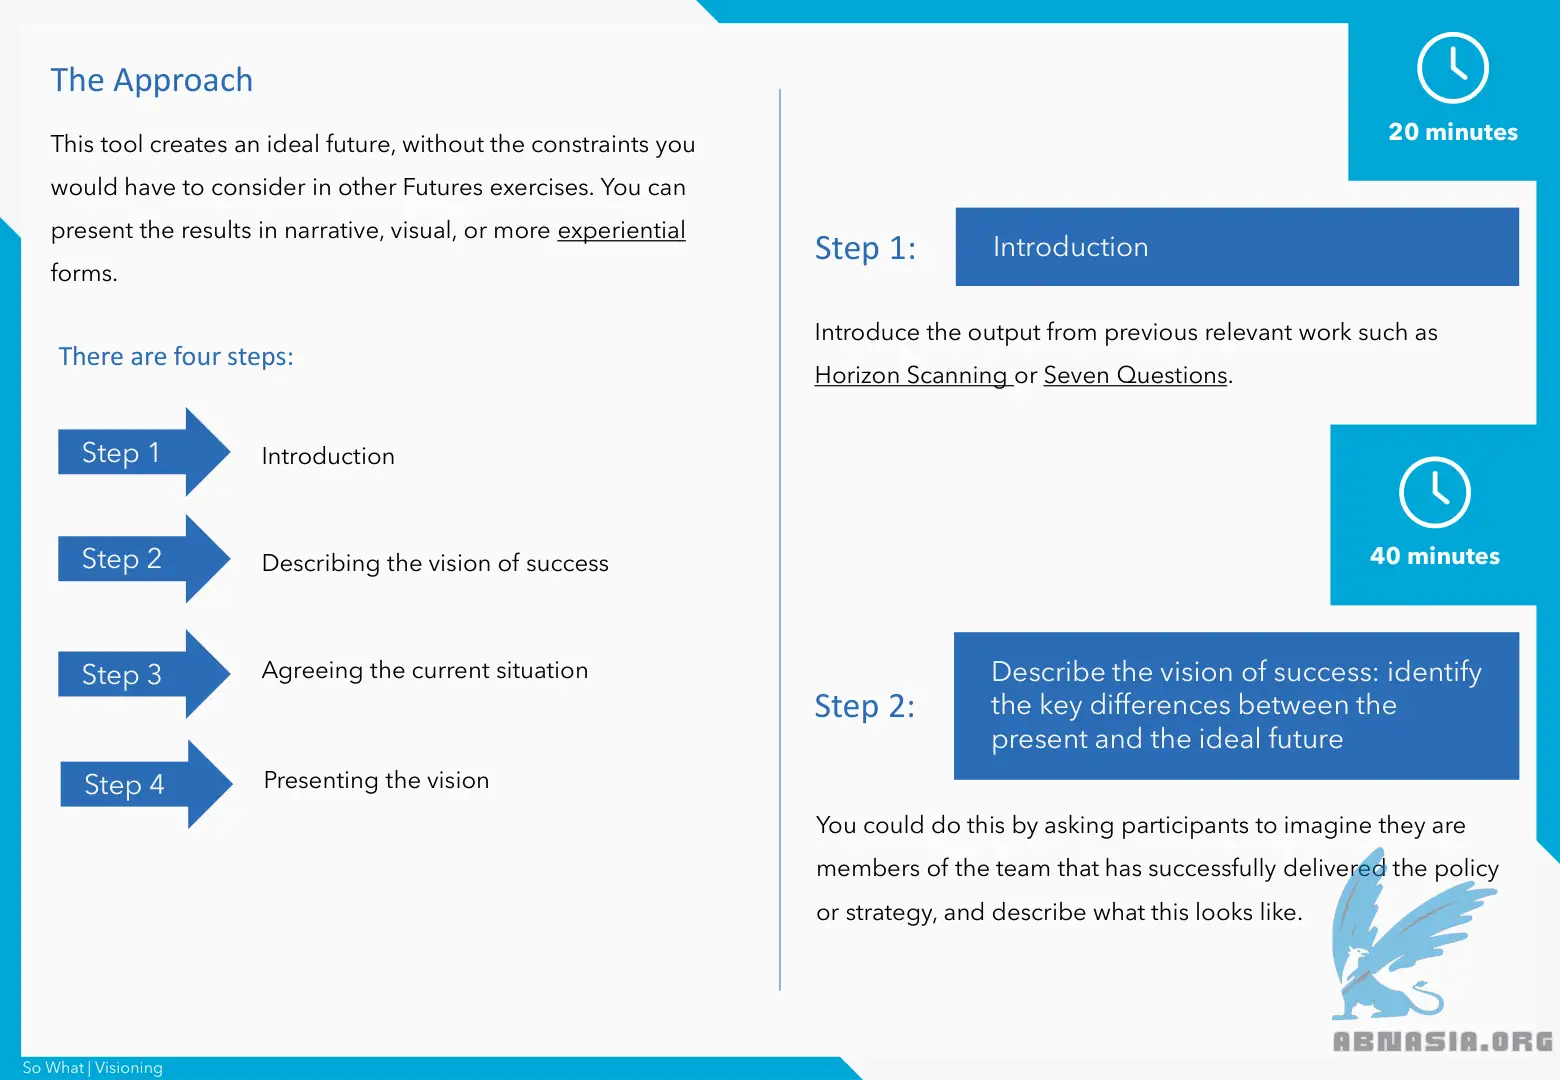 The Approach
This tool creates an ideal future, without the constraints you
would have to consider in other Futures exercises. You can
present the results in narrative, visual, or more experiential
forms.
There are four steps:
Step 1
Introduction
Step 2
Describing the vision of success
Step 3
Agreeing the current situation
Step 4
Presenting the vision
20 minutes
Step 1:
Introduction
Introduce the output from previous relevant work such as
Horizon Scanning or Seven Questions.
40 minutes
Step 2:
Describe the vision of success: identify
the key differences between the
present and the ideal future
You could do this by asking participants to imagine they are
members of the team that has successfully delivered the policy
or strategy, and describe what this looks like.
ABNASIA.ORG
So What | Visioning